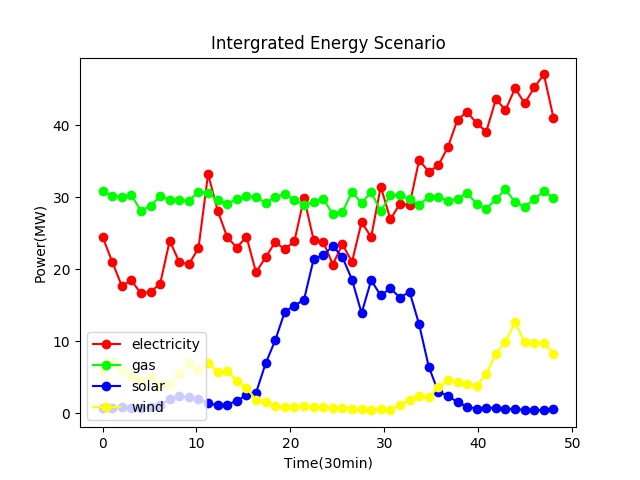 Intergrated Energy Scenario
Power(MW)
40
30
20
10
0
electricity
gas
solar
wind
0 10 20 30 40 50
Time(30min)